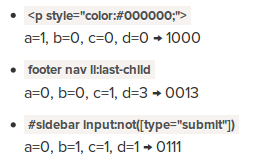 <p style="color:#000000;">
a=1, b=0, c=0, d=0 → 1000
footer nav li:last-child
a=0, b=0, c=1, d=3 → 0013
#sidebar input:not([type="submit"])
a=0, b=1, c=1, d=1 → 0111